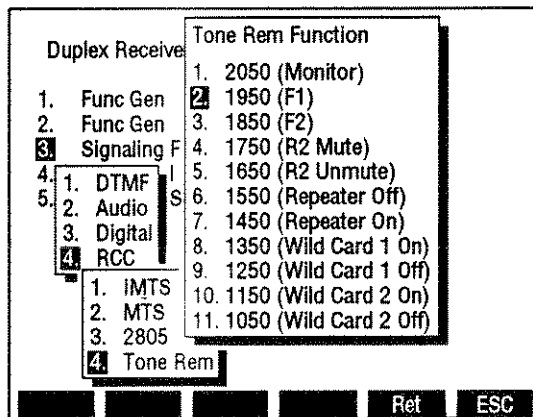 Duplex Receive
1. Func Gen
2. Func Gen
3. Signaling F
4. I
5. S
1. DTMF
2. Audio
3. Digital
4. RCC
1. IMTS
2. MTS
3. 2805
4. Tone Rem
Tone Rem Function
1. 2050 (Monitor)
2. 1950 (F1)
3. 1850 (F2)
4. 1750 (R2 Mute)
5. 1650 (R2 Unmute)
6. 1550 (Repeater Off)
7. 1450 (Repeater On)
8. 1350 (Wild Card 1 On)
9. 1250 (Wild Card 1 Off)
10. 1150 (Wild Card 2 On)
11. 1050 (Wild Card 2 Off)
Ret ESC